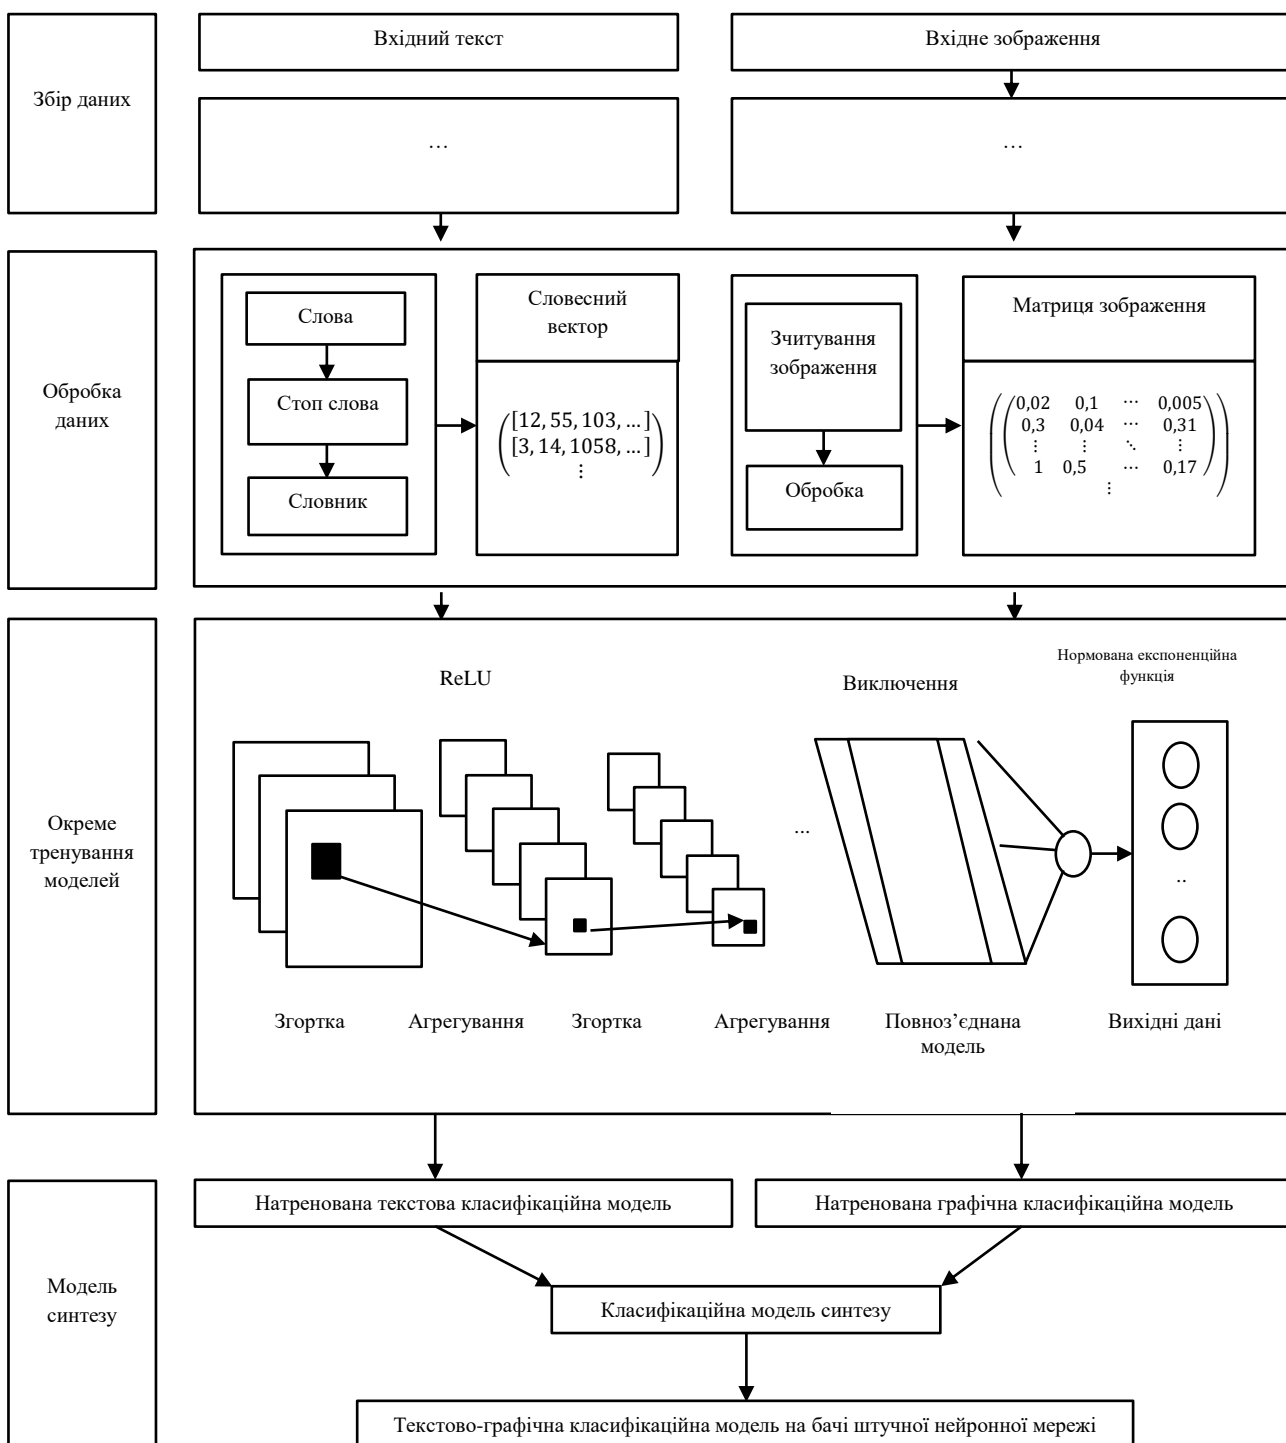 Вхідний текст
Вхідне зображення
Збір даних
…
…
Обробка
даних
Слова
Стоп слова
Словник
Словесний
вектор
[12, 55, 103, …]
[3, 14, 1058, …]
⋮
Зчитування
зображення
Обробка
Матриця зображення
0,02 0,1 ⋯ 0,005
0,3 0,04 ⋯ 0,31
⋮ ⋮ ⋱ ⋮
1 0,5 ⋯ 0,17
⋮
Окреме
тренування
моделей
ReLU
Виключення
Нормована експоненційна
функція
...
..
Згортка
Агрегування
Згортка
Агрегування
Повноз’єднана
модель
Вихідні дані
Модель
синтезу
Натренована текстова класифікаційна модель
Натренована графічна класифікаційна модель
Класифікаційна модель синтезу
Текстово-графічна класифікаційна модель на бачі штучної нейронної мережі